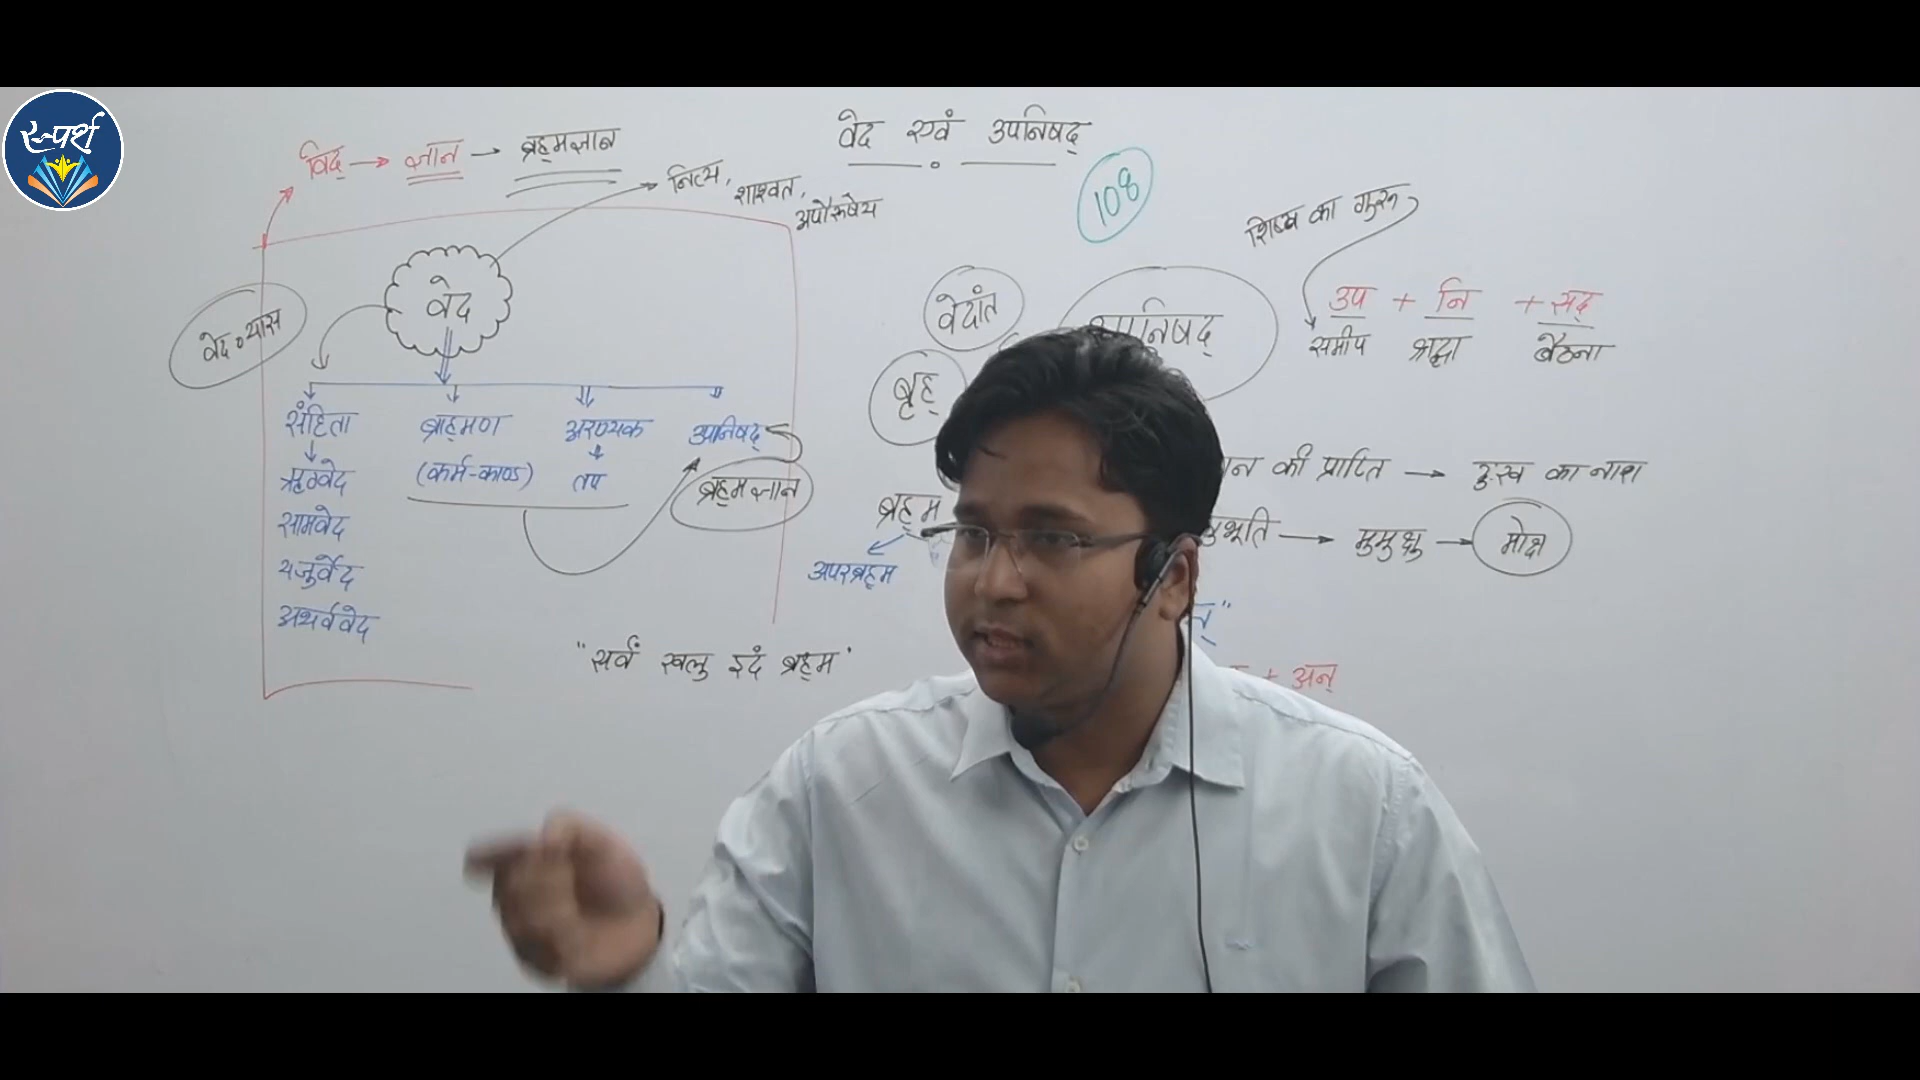 स्पर्श
वेद एवं उपनिषद्
विद् → ज्ञान → ब्रह्मज्ञान
नित्य, शाश्वत, अपौरूषेय
108
वेदव्यास
वेद
संहिता
ऋग्वेद
सामवेद
यजुर्वेद
अथर्ववेद
ब्राह्मण
(कर्म-काण्ड)
अरण्यक
तप
उपनिषद्
ब्रह्मज्ञान
"सर्वं खलु इदं ब्रह्म"
शिष्य का गुरू
उप + नि + सद्
समीप श्रद्धा बैठना
वेदांत
बृह्
ब्रह्म
अपरब्रह्म
की प्राप्ति → दुःख का नाश
→ मुमुक्षु → मोक्ष
+ अन्